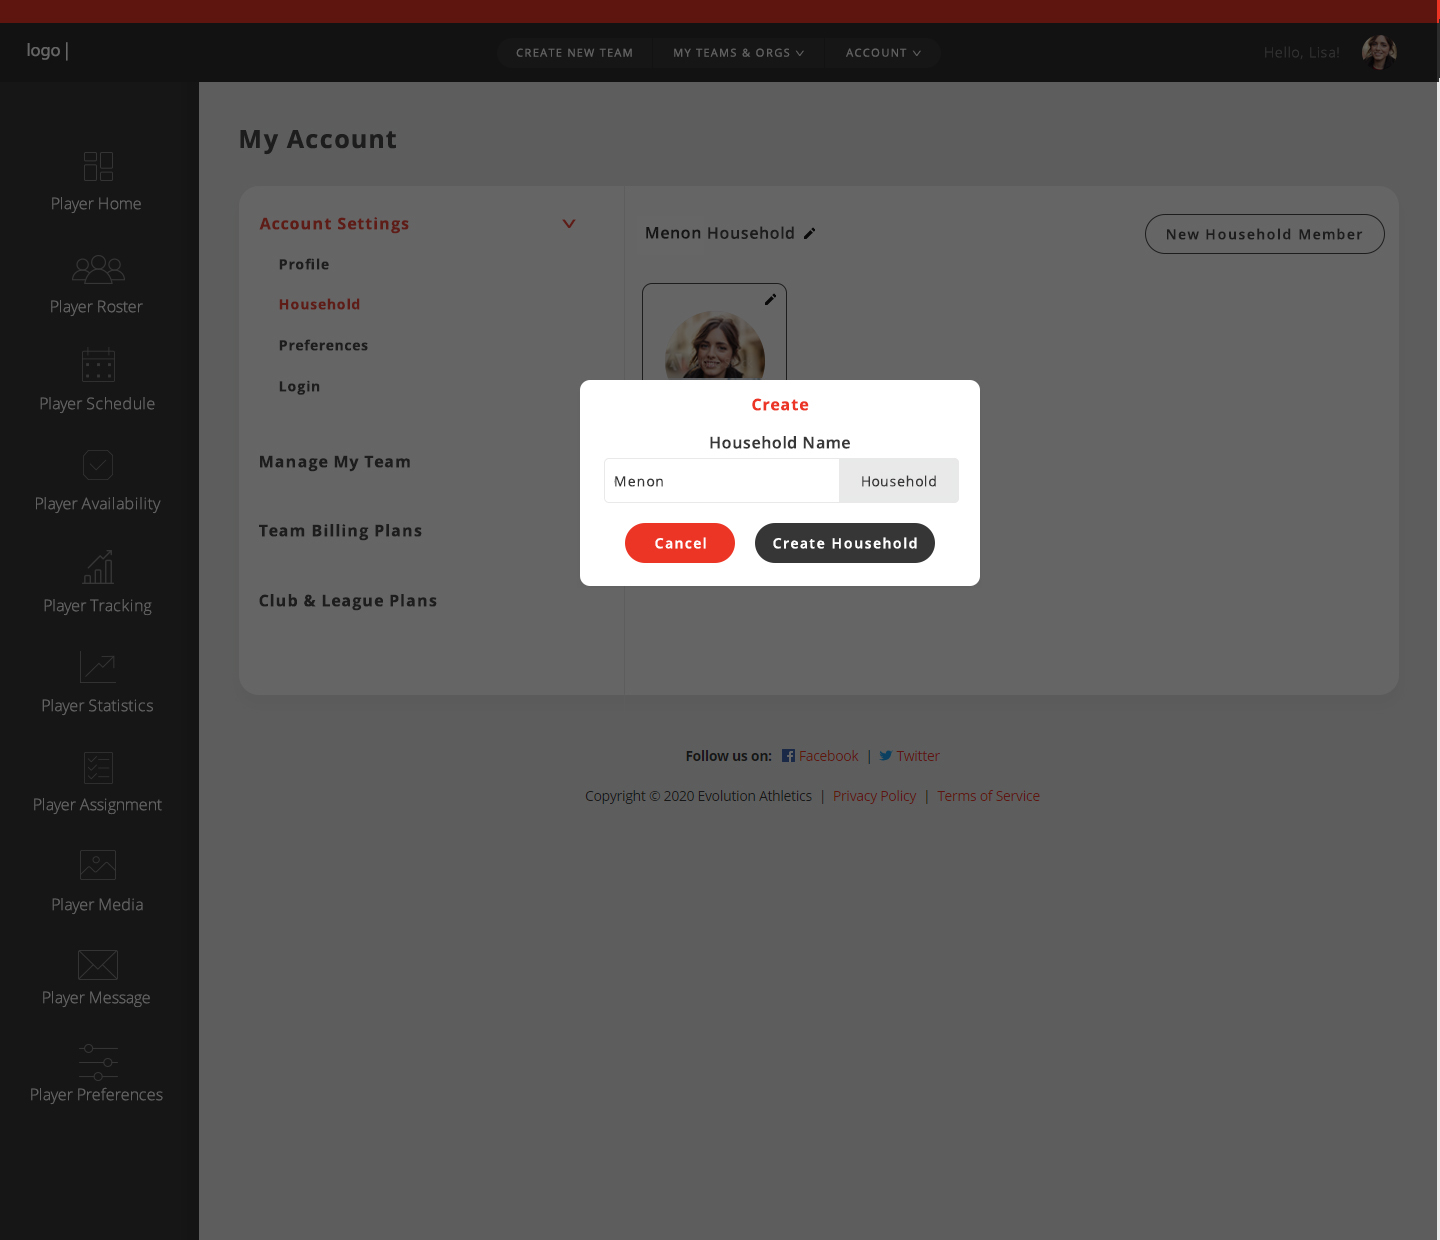 logo |
CREATE NEW TEAM
MY TEAMS & ORGS
ACCOUNT
Hello, Lisa!
Player Home
Player Roster
Player Schedule
Player Availability
Player Tracking
Player Statistics
Player Assignment
Player Media
Player Message
Player Preferences
My Account
Account Settings
Profile
Household
Preferences
Login
Manage My Team
Team Billing Plans
Club & League Plans
Menon Household
New Household Member
Create
Household Name
Menon
Household
Cancel
Create Household
Follow us on: Facebook | Twitter
Copyright © 2020 Evolution Athletics | Privacy Policy | Terms of Service